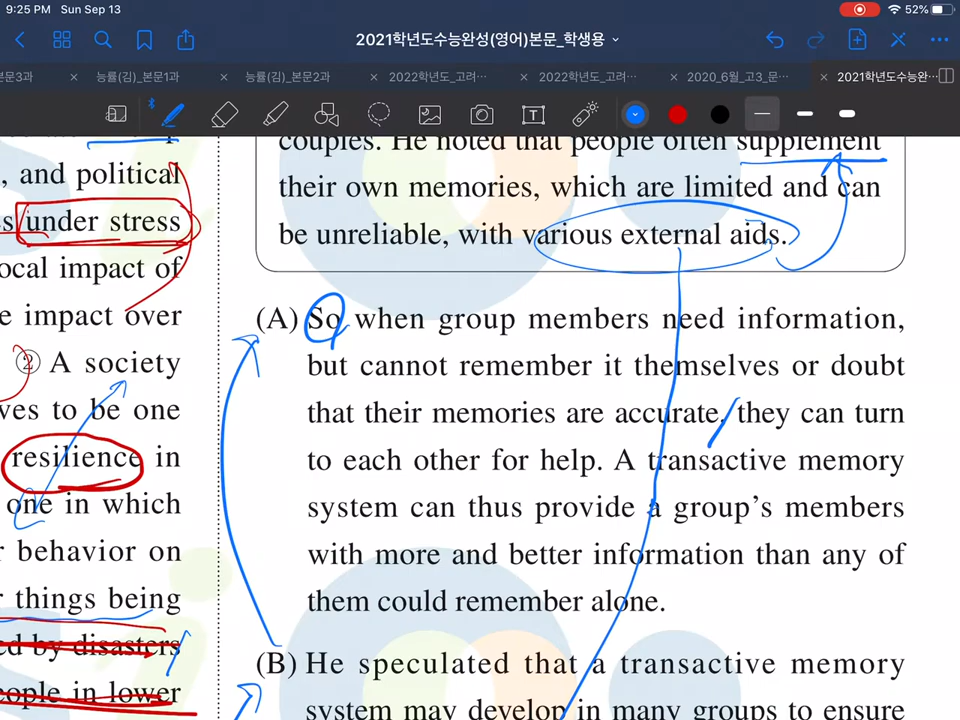 9:25 PM Sun Sep 13
52%
2021학년도수능완성(영어)본문_학생용
본문3과
능률(김)_본문1과
능률(김)_본문2과
2022학년도_고려…
2022학년도_고려…
2020_6월_고3_문…
2021학년도수능완…
, and political
under stress
ocal impact of
e impact over
② A society
ves to be one
resilience in
one in which
r behavior on
r things being
ed by disasters
eople in lower
couples. He noted that people often supplement
their own memories, which are limited and can
be unreliable, with various external aids.
(A) So when group members need information,
but cannot remember it themselves or doubt
that their memories are accurate, they can turn
to each other for help. A transactive memory
system can thus provide a group's members
with more and better information than any of
them could remember alone.
(B) He speculated that a transactive memory
system may develop in many groups to ensure